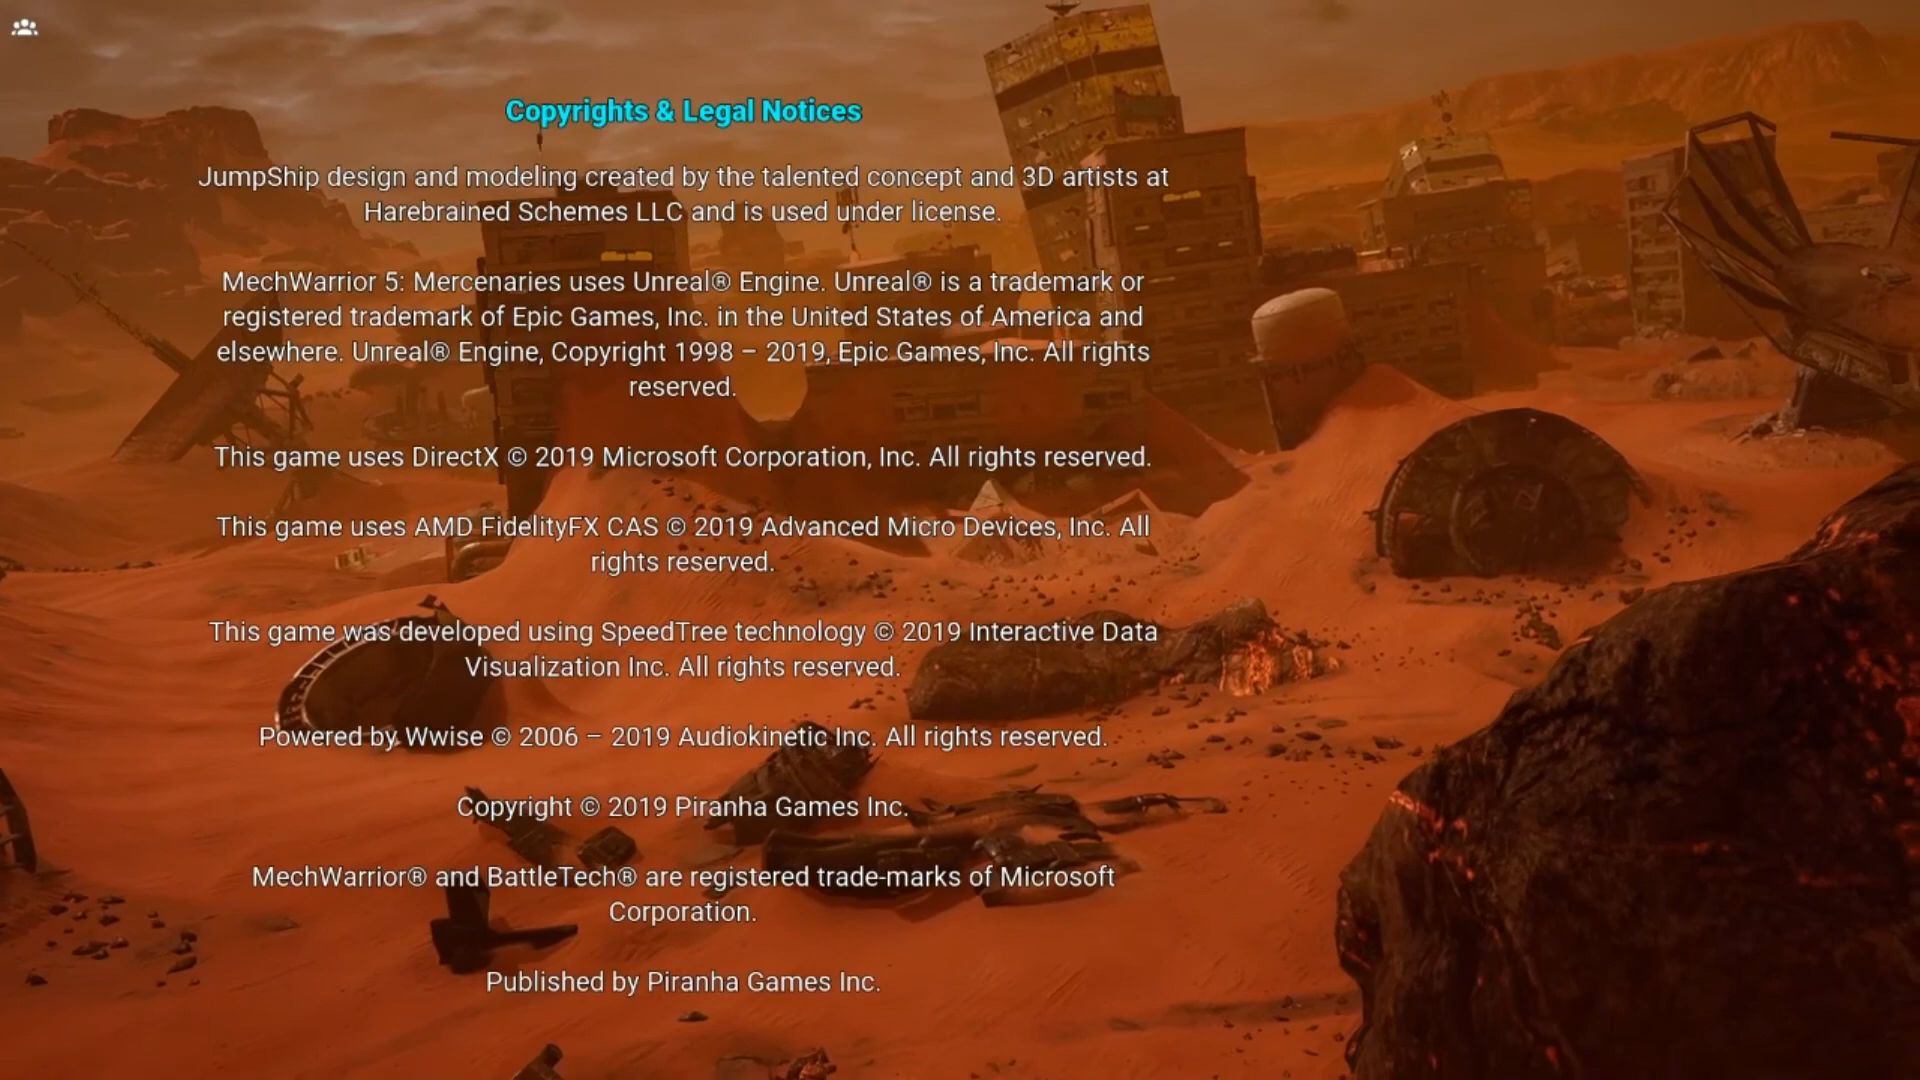 Copyrights & Legal Notices
JumpShip design and modeling created by the talented concept and 3D artists at
Harebrained Schemes LLC and is used under license.
MechWarrior 5: Mercenaries uses Unreal® Engine. Unreal® is a trademark or
registered trademark of Epic Games, Inc. in the United States of America and
elsewhere. Unreal® Engine, Copyright 1998 – 2019, Epic Games, Inc. All rights
reserved.
This game uses DirectX © 2019 Microsoft Corporation, Inc. All rights reserved.
This game uses AMD FidelityFX CAS © 2019 Advanced Micro Devices, Inc. All
rights reserved.
This game was developed using SpeedTree technology © 2019 Interactive Data
Visualization Inc. All rights reserved.
Powered by Wwise © 2006 – 2019 Audiokinetic Inc. All rights reserved.
Copyright © 2019 Piranha Games Inc.
MechWarrior® and BattleTech® are registered trade-marks of Microsoft
Corporation.
Published by Piranha Games Inc.